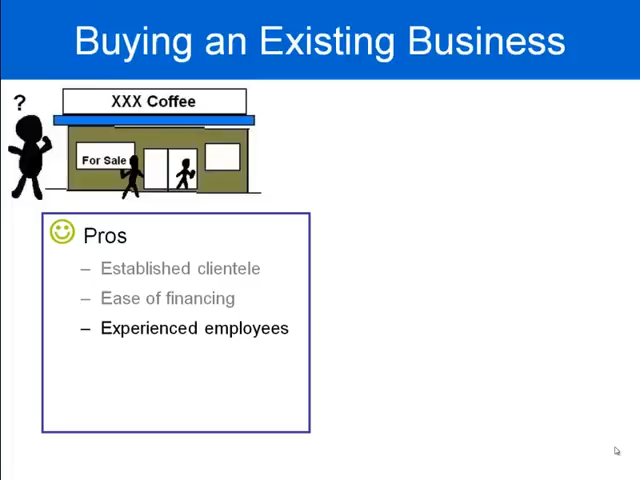 Buying an Existing Business
?
XXX Coffee
For Sale
Pros
– Established clientele
– Ease of financing
– Experienced employees